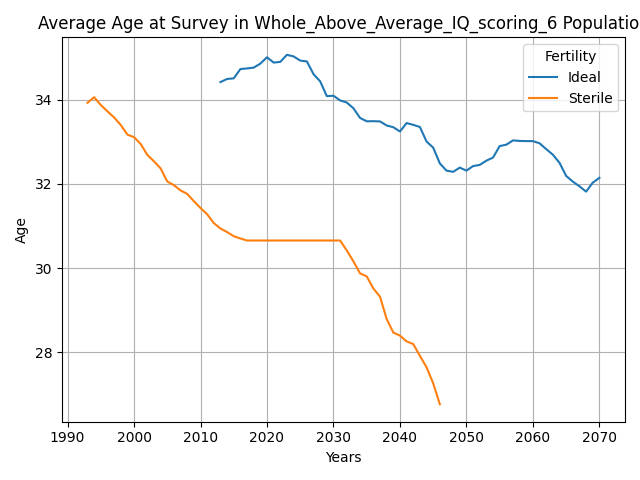 Average Age at Survey in Whole_Above_Average_IQ_scoring_6 Populatio
Fertility
Ideal
Sterile
Age
34
32
30
28
1990 2000 2010 2020 2030 2040 2050 2060 2070
Years